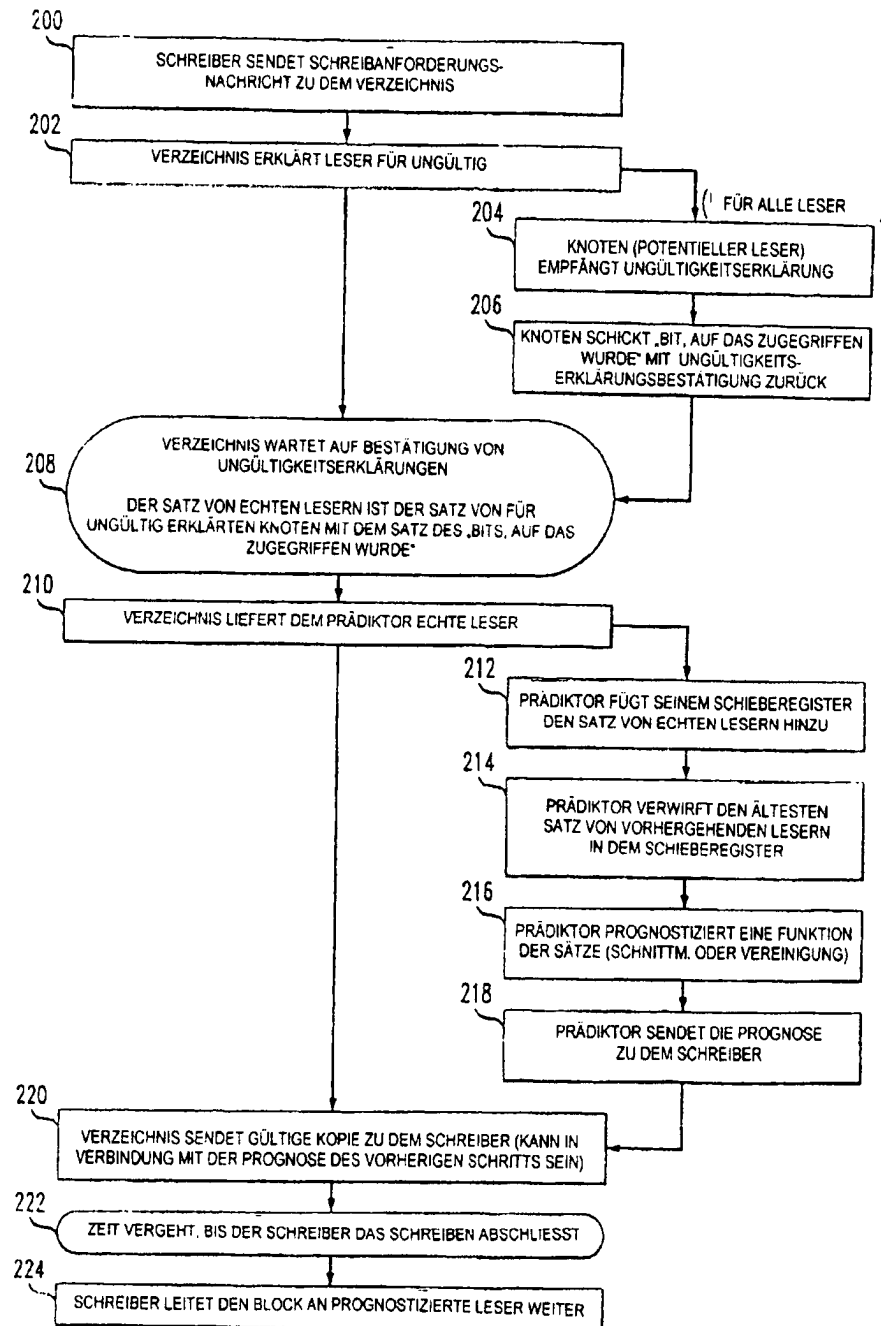 200
SCHREIBER SENDET SCHREIBANFORDERUNGS-
NACHRICHT ZU DEM VERZEICHNIS
202
VERZEICHNIS ERKLÄRT LESER FÜR UNGÜLTIG
FÜR ALLE LESER
204
KNOTEN (POTENTIELLER LESER)
EMPFÄNGT UNGÜLTIGKEITSERKLÄRUNG
206
KNOTEN SCHICKT „BIT, AUF DAS ZUGEGRIFFEN
WURDE" MIT UNGÜLTIGKEITS-
ERKLÄRUNGSBESTÄTIGUNG ZURÜCK
208
VERZEICHNIS WARTET AUF BESTÄTIGUNG VON
UNGÜLTIGKEITSERKLÄRUNGEN
DER SATZ VON ECHTEN LESERN IST DER SATZ VON FÜR
UNGÜLTIG ERKLÄRTEN KNOTEN MIT DEM SATZ DES „BITS, AUF DAS
ZUGEGRIFFEN WURDE"
210
VERZEICHNIS LIEFERT DEM PRÄDIKTOR ECHTE LESER
212
PRÄDIKTOR FÜGT SEINEM SCHIEBEREGISTER
DEN SATZ VON ECHTEN LESERN HINZU
214
PRÄDIKTOR VERWIRFT DEN ÄLTESTEN
SATZ VON VORHERGEHENDEN LESERN
IN DEM SCHIEBEREGISTER
216
PRÄDIKTOR PROGNOSTIZIERT EINE FUNKTION
DER SÄTZE (SCHNITTM. ODER VEREINIGUNG)
218
PRÄDIKTOR SENDET DIE PROGNOSE
ZU DEM SCHREIBER
220
VERZEICHNIS SENDET GÜLTIGE KOPIE ZU DEM SCHREIBER (KANN IN
VERBINDUNG MIT DER PROGNOSE DES VORHERIGEN SCHRITTS SEIN)
222
ZEIT VERGEHT, BIS DER SCHREIBER DAS SCHREIBEN ABSCHLIESST
224
SCHREIBER LEITET DEN BLOCK AN PROGNOSTIZIERTE LESER WEITER